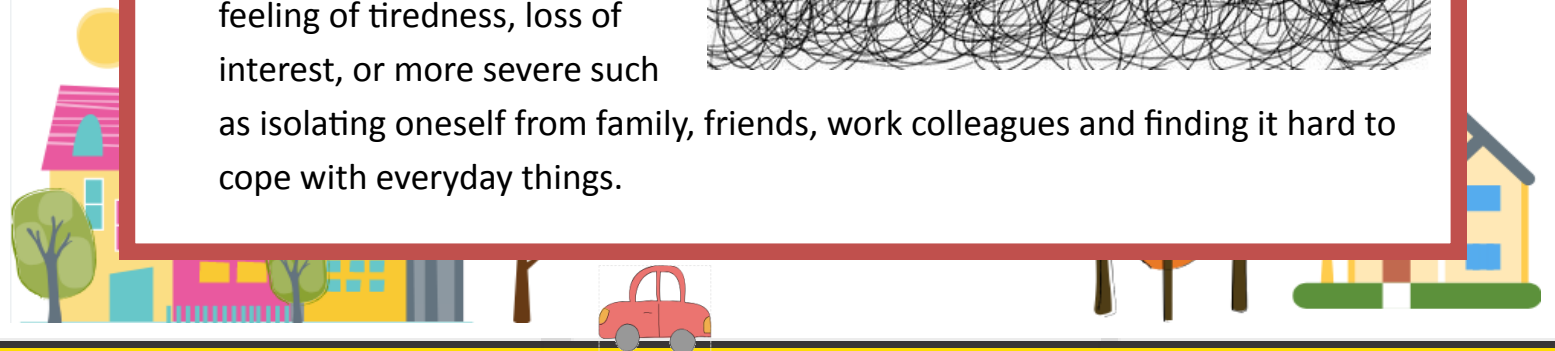 feeling of tiredness, loss of
interest, or more severe such
as isolating oneself from family, friends, work colleagues and finding it hard to
cope with everyday things.